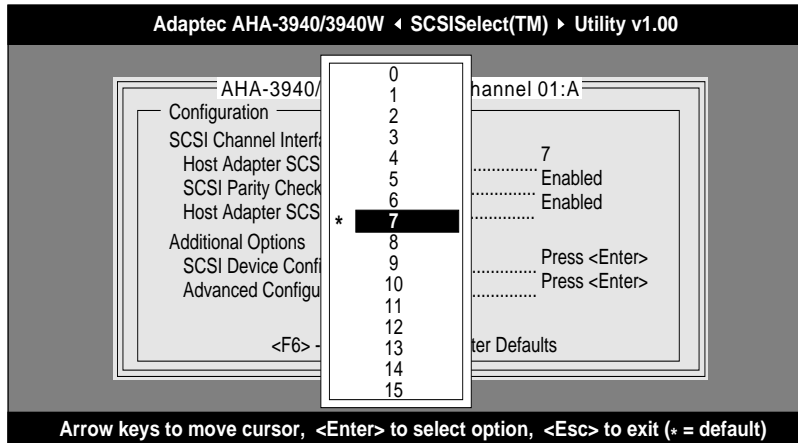 Adaptec AHA-3940/3940W ◂ SCSISelect(TM) ▸ Utility v1.00
AHA-3940/ hannel 01:A
Configuration
SCSI Channel Interfa
Host Adapter SCS 7
SCSI Parity Check Enabled
Host Adapter SCS Enabled
Additional Options
SCSI Device Confi Press <Enter>
Advanced Configu Press <Enter>
<F6> - ter Defaults
0
1
2
3
4
5
6
* 7
8
9
10
11
12
13
14
15
Arrow keys to move cursor, <Enter> to select option, <Esc> to exit (* = default)